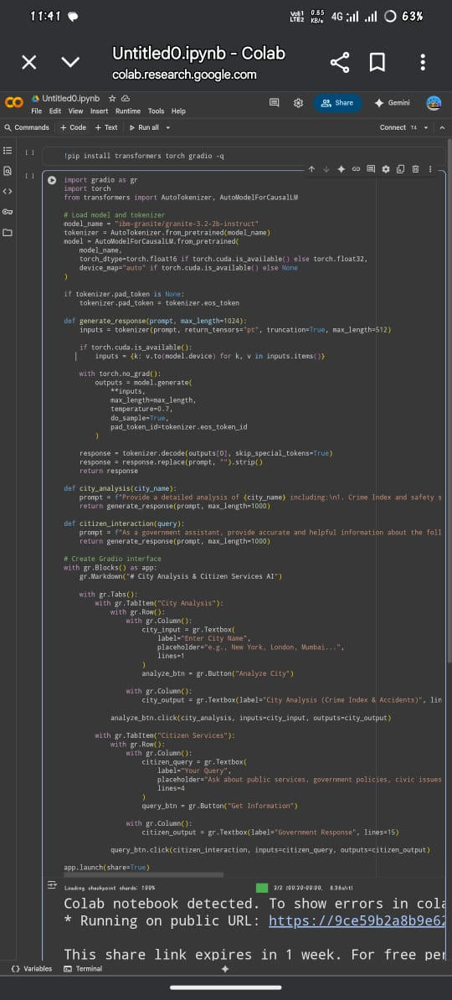 11:41
Vo1) LTE2 0.85 KB/s 4G 63%
Untitled0.ipynb - Colab
colab.research.google.com
Untitled0.ipynb
File Edit View Insert Runtime Tools Help
Share
Gemini
Commands + Code + Text Run all
Connect T4
[ ] !pip install transformers torch gradio -q
[ ]
import gradio as gr
import torch
from transformers import AutoTokenizer, AutoModelForCausalLM
# Load model and tokenizer
model_name = "ibm-granite/granite-3.2-2b-instruct"
tokenizer = AutoTokenizer.from_pretrained(model_name)
model = AutoModelForCausalLM.from_pretrained(
    model_name,
    torch_dtype=torch.float16 if torch.cuda.is_available() else torch.float32,
    device_map="auto" if torch.cuda.is_available() else None
)
if tokenizer.pad_token is None:
    tokenizer.pad_token = tokenizer.eos_token
def generate_response(prompt, max_length=1024):
    inputs = tokenizer(prompt, return_tensors="pt", truncation=True, max_length=512)
    if torch.cuda.is_available():
        inputs = {k: v.to(model.device) for k, v in inputs.items()}
    with torch.no_grad():
        outputs = model.generate(
            **inputs,
            max_length=max_length,
            temperature=0.7,
            do_sample=True,
            pad_token_id=tokenizer.eos_token_id
        )
    response = tokenizer.decode(outputs[0], skip_special_tokens=True)
    response = response.replace(prompt, "").strip()
    return response
def city_analysis(city_name):
    prompt = f"Provide a detailed analysis of {city_name} including:\n1. Crime Index and safety s
    return generate_response(prompt, max_length=1000)
def citizen_interaction(query):
    prompt = f"As a government assistant, provide accurate and helpful information about the foll
    return generate_response(prompt, max_length=1000)
# Create Gradio interface
with gr.Blocks() as app:
    gr.Markdown("# City Analysis & Citizen Services AI")
    with gr.Tabs():
        with gr.TabItem("City Analysis"):
            with gr.Row():
                with gr.Column():
                    city_input = gr.Textbox(
                        label="Enter City Name",
                        placeholder="e.g., New York, London, Mumbai...",
                        lines=1
                    )
                    analyze_btn = gr.Button("Analyze City")
                with gr.Column():
                    city_output = gr.Textbox(label="City Analysis (Crime Index & Accidents)", lin
            analyze_btn.click(city_analysis, inputs=city_input, outputs=city_output)
        with gr.TabItem("Citizen Services"):
            with gr.Row():
                with gr.Column():
                    citizen_query = gr.Textbox(
                        label="Your Query",
                        placeholder="Ask about public services, government policies, civic issues
                        lines=4
                    )
                    query_btn = gr.Button("Get Information")
                with gr.Column():
                    citizen_output = gr.Textbox(label="Government Response", lines=15)
            query_btn.click(citizen_interaction, inputs=citizen_query, outputs=citizen_output)
app.launch(share=True)
Loading checkpoint shards: 100% 2/2 [00:20<00:00, 8.38s/it]
Colab notebook detected. To show errors in cola
* Running on public URL: https://9ce59b2a8b9e62
This share link expires in 1 week. For free per
{} Variables Terminal